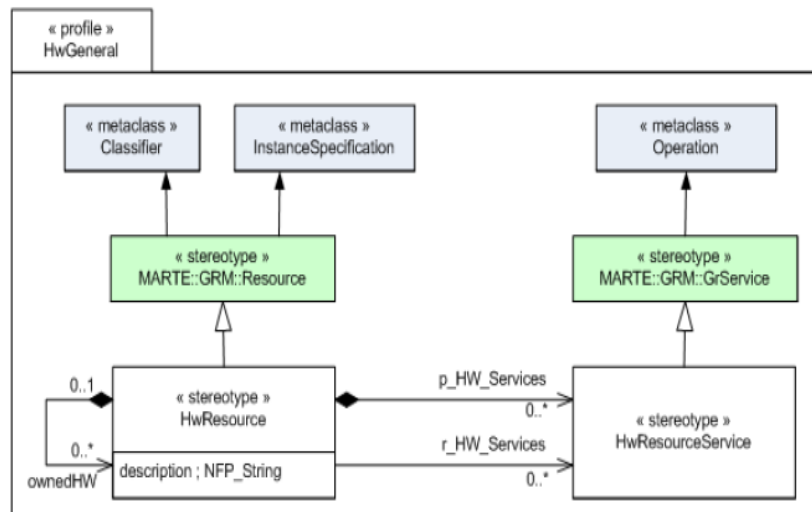 « profile »
HwGeneral
« metaclass »
Classifier
« metaclass »
InstanceSpecification
« metaclass »
Operation
« stereotype »
MARTE::GRM::Resource
« stereotype »
MARTE::GRM::GrService
0..1
« stereotype »
HwResource
p_HW_Services
0..*
« stereotype »
HwResourceService
0..*
ownedHW
description ; NFP_String
r_HW_Services
0..*